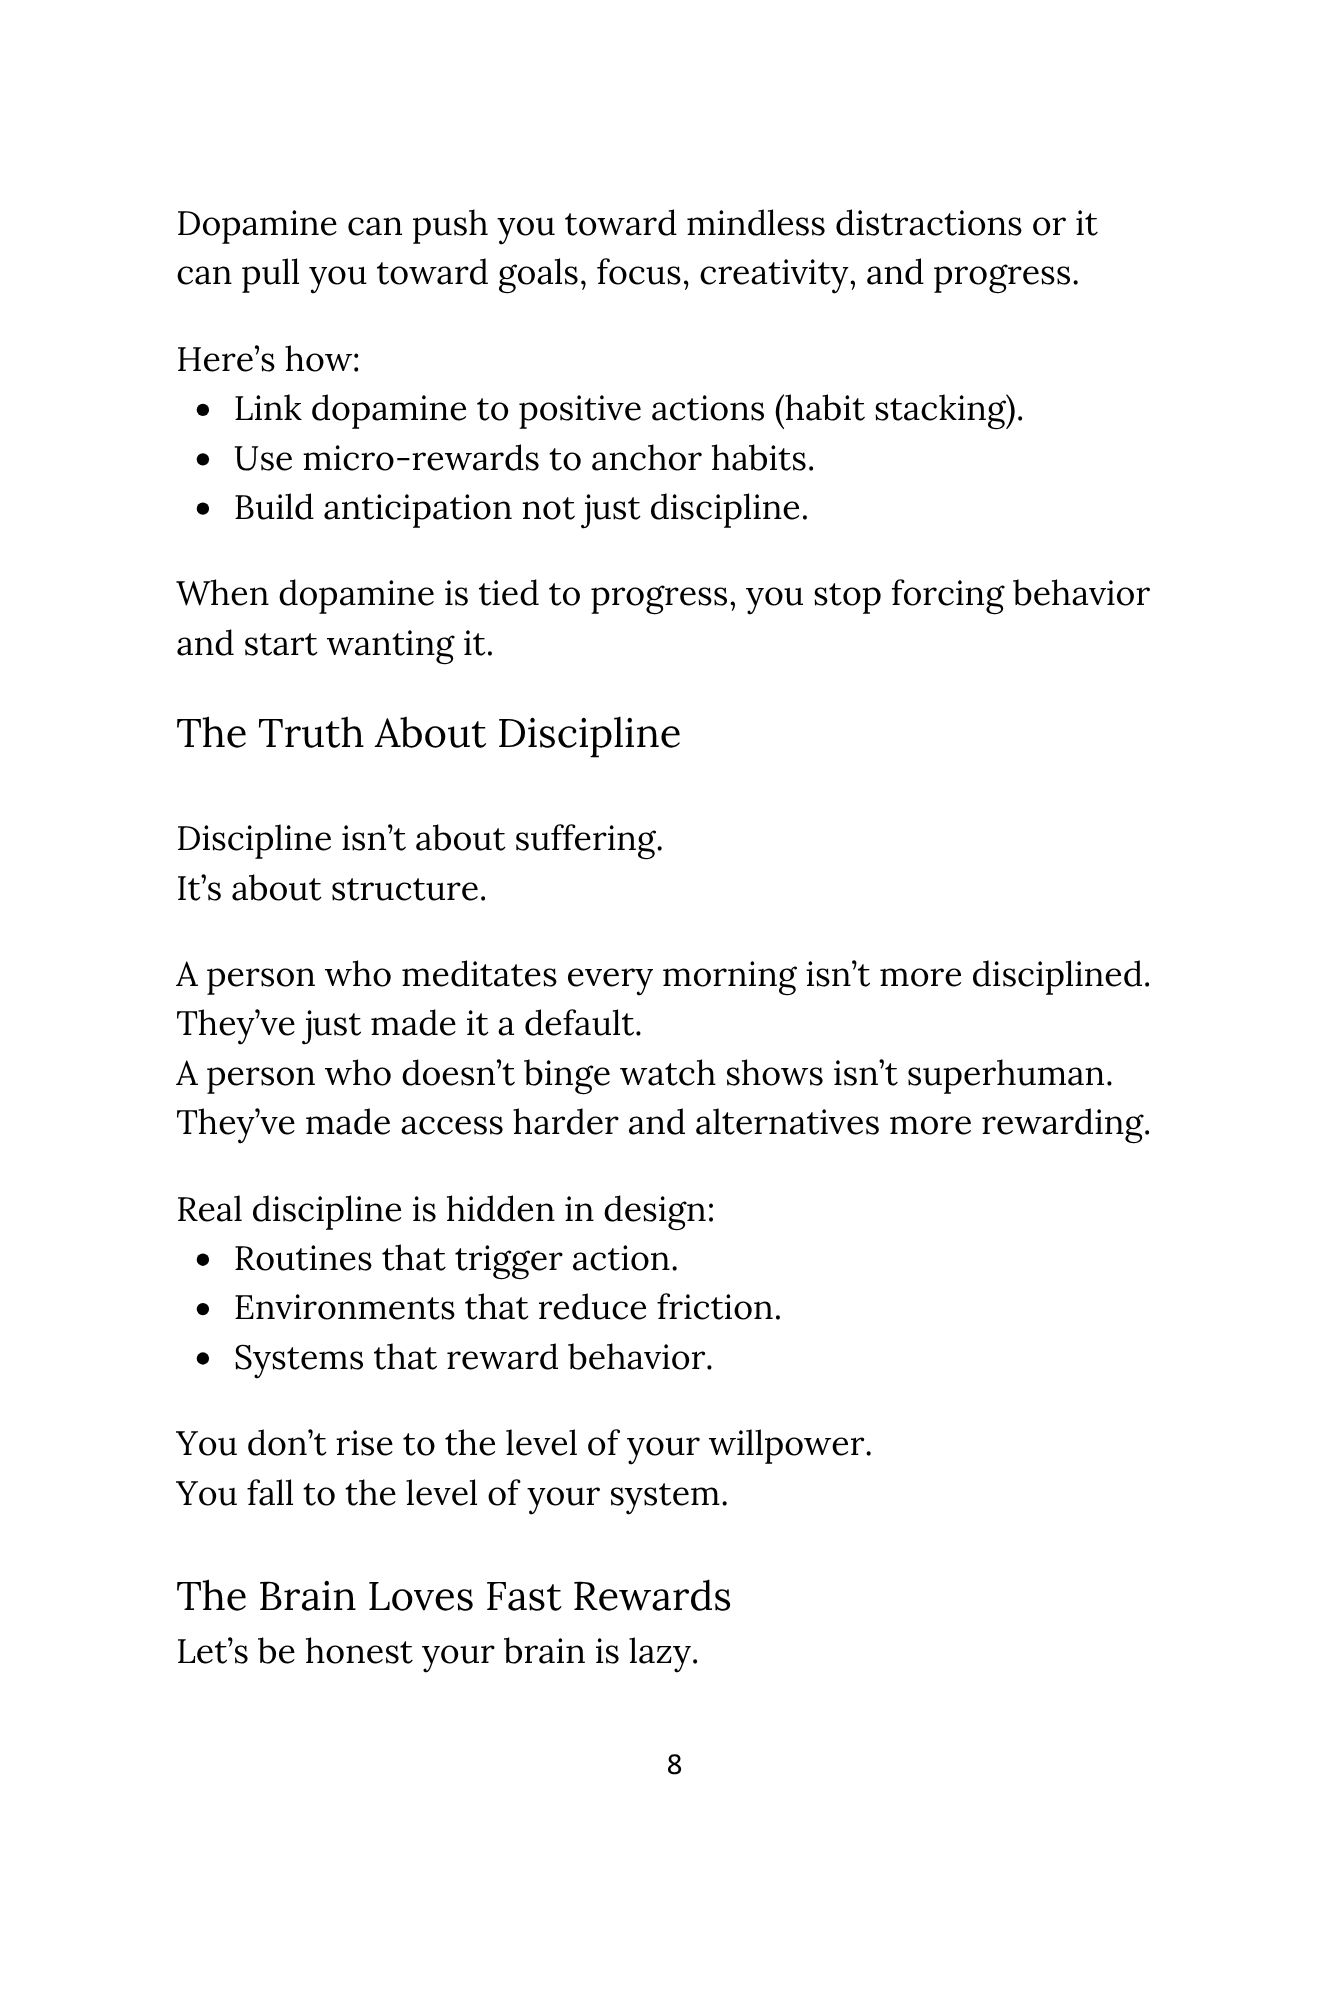 Dopamine can push you toward mindless distractions or it
can pull you toward goals, focus, creativity, and progress.
Here’s how:
• Link dopamine to positive actions (habit stacking).
• Use micro-rewards to anchor habits.
• Build anticipation not just discipline.
When dopamine is tied to progress, you stop forcing behavior
and start wanting it.
The Truth About Discipline
Discipline isn’t about suffering.
It’s about structure.
A person who meditates every morning isn’t more disciplined.
They’ve just made it a default.
A person who doesn’t binge watch shows isn’t superhuman.
They’ve made access harder and alternatives more rewarding.
Real discipline is hidden in design:
• Routines that trigger action.
• Environments that reduce friction.
• Systems that reward behavior.
You don’t rise to the level of your willpower.
You fall to the level of your system.
The Brain Loves Fast Rewards
Let’s be honest your brain is lazy.
8